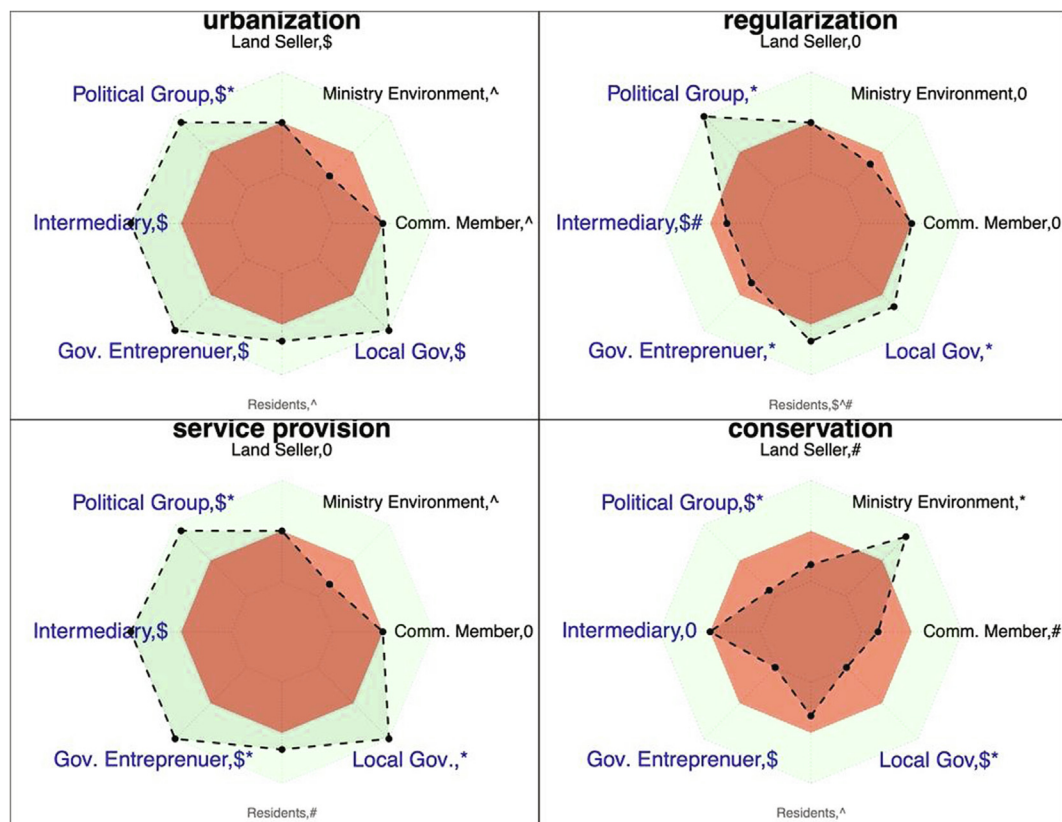 urbanization
Land Seller,$
Political Group,$*
Ministry Environment,^
Intermediary,$
Comm. Member,^
Gov. Entreprenuer,$
Local Gov,$
Residents,^
regularization
Land Seller,0
Political Group,*
Ministry Environment,0
Intermediary,$#
Comm. Member,0
Gov. Entreprenuer,*
Local Gov,*
Residents,$^#
service provision
Land Seller,0
Political Group,$*
Ministry Environment,^
Intermediary,$
Comm. Member,0
Gov. Entreprenuer,$*
Local Gov.,*
Residents,#
conservation
Land Seller,#
Political Group,$*
Ministry Environment,*
Intermediary,0
Comm. Member,#
Gov. Entreprenuer,$
Local Gov,$*
Residents,^